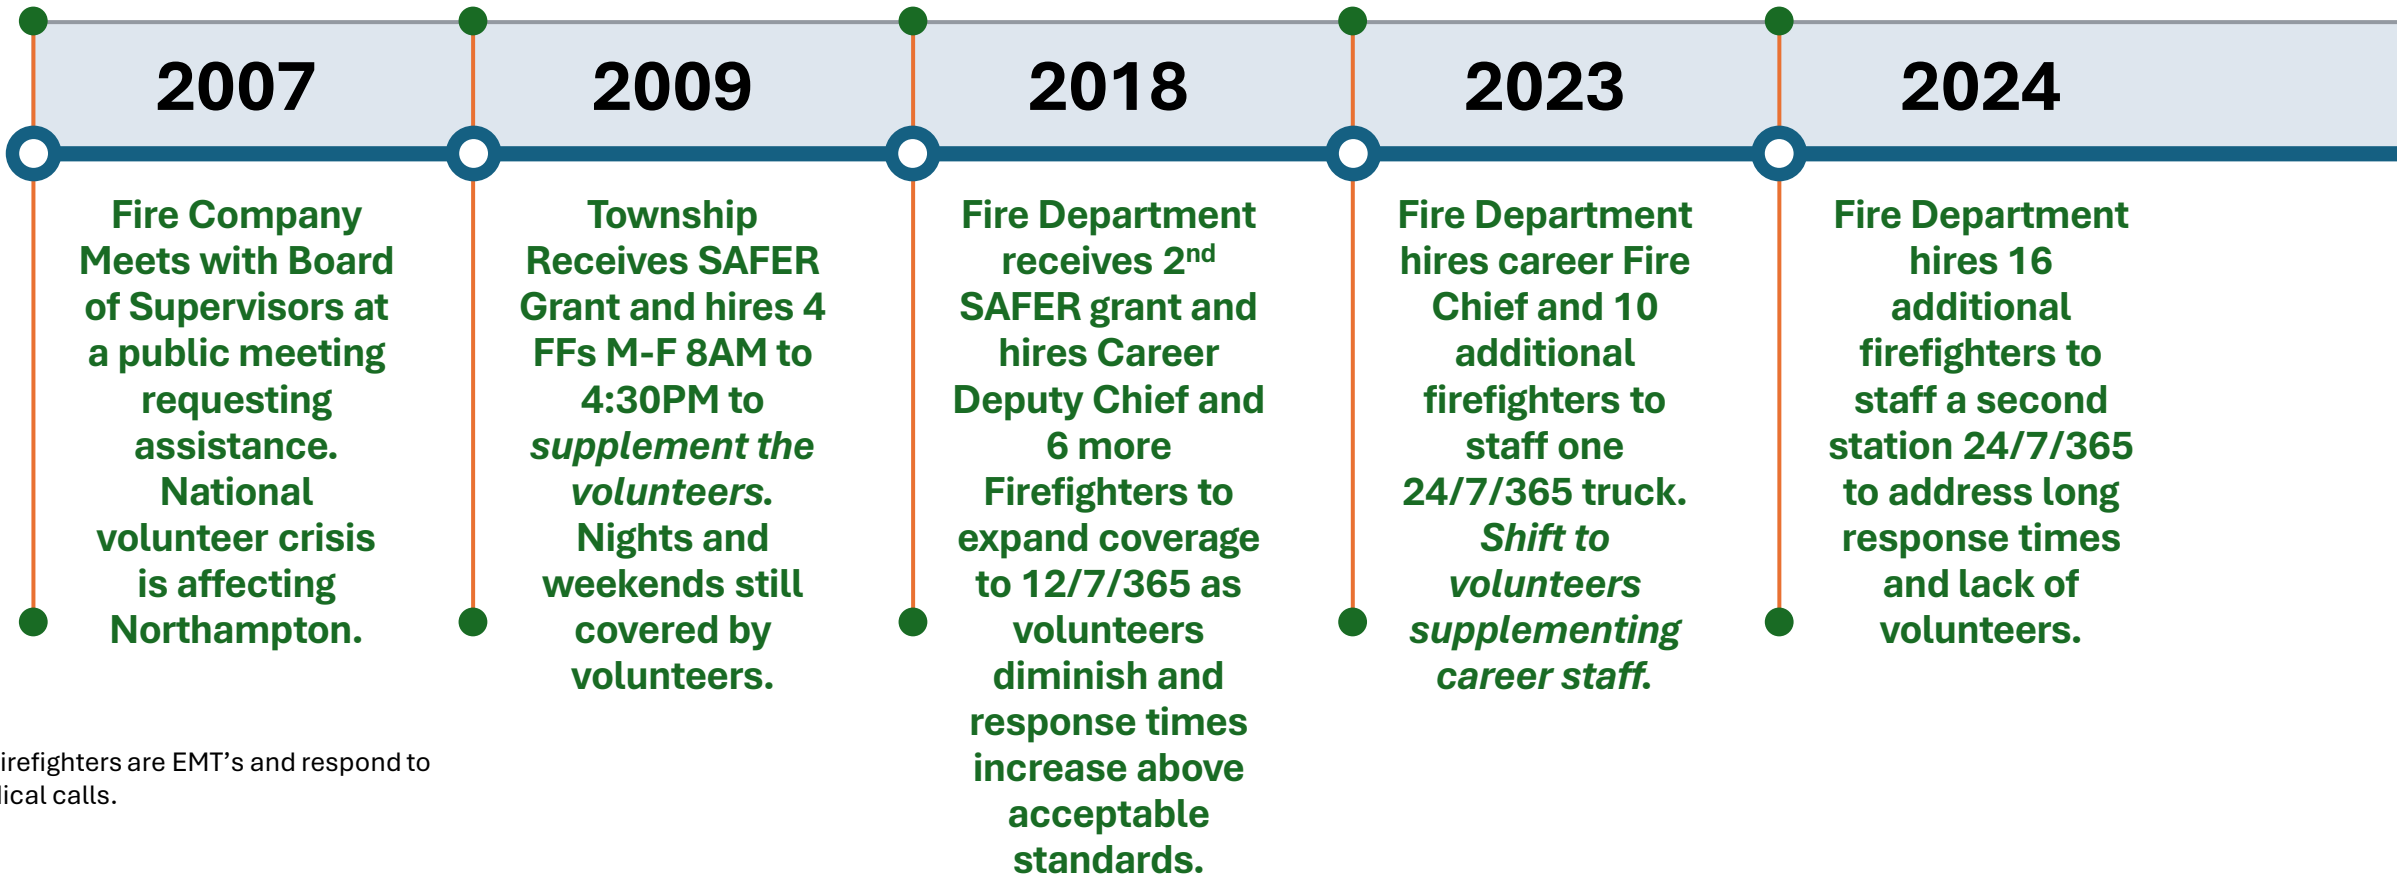 2007
Fire Company
Meets with Board
of Supervisors at
a public meeting
requesting
assistance.
National
volunteer crisis
is affecting
Northampton.
2009
Township
Receives SAFER
Grant and hires 4
FFs M-F 8AM to
4:30PM to
supplement the
volunteers.
Nights and
weekends still
covered by
volunteers.
2018
Fire Department
receives 2nd
SAFER grant and
hires Career
Deputy Chief and
6 more
Firefighters to
expand coverage
to 12/7/365 as
volunteers
diminish and
response times
increase above
acceptable
standards.
2023
Fire Department
hires career Fire
Chief and 10
additional
firefighters to
staff one
24/7/365 truck.
Shift to
volunteers
supplementing
career staff.
2024
Fire Department
hires 16
additional
firefighters to
staff a second
station 24/7/365
to address long
response times
and lack of
volunteers.
irefighters are EMT’s and respond to
dical calls.